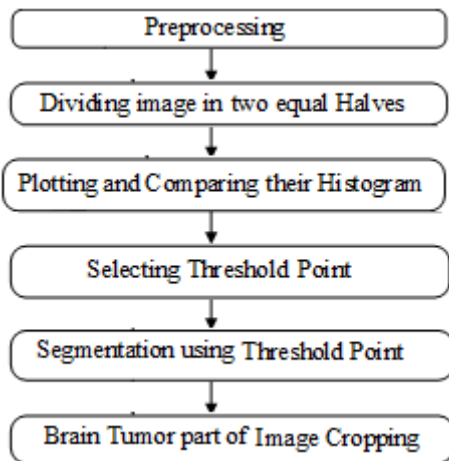 Preprocessing
Dividing image in two equal Halves
Plotting and Comparing their Histogram
Selecting Threshold Point
Segmentation using Threshold Point
Brain Tumor part of Image Cropping